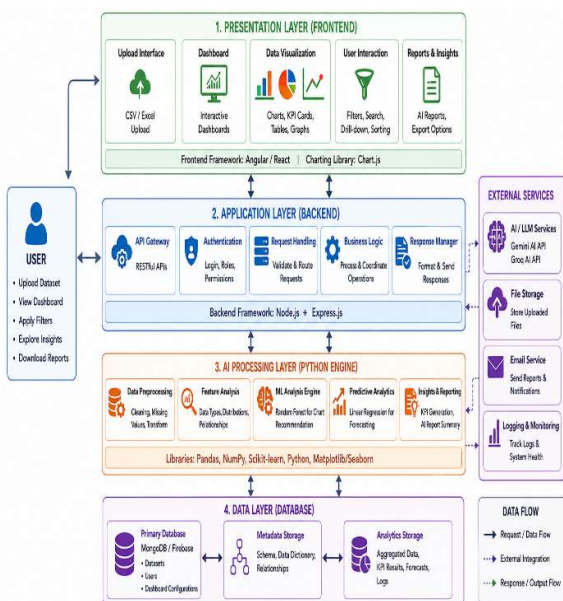 1. PRESENTATION LAYER (FRONTEND)
Upload Interface
CSV / Excel
Upload
Dashboard
Interactive
Dashboards
Data Visualization
Charts, KPI Cards,
Tables, Graphs
User Interaction
Filters, Search,
Drill-down, Sorting
Reports & Insights
AI Reports,
Export Options
Frontend Framework: Angular / React | Charting Library: Chart.js
USER
• Upload Dataset
• View Dashboard
• Apply Filters
• Explore Insights
• Download Reports
2. APPLICATION LAYER (BACKEND)
API Gateway
RESTful APIs
Authentication
Login, Roles,
Permissions
Request Handling
Validate & Route
Requests
Business Logic
Process & Coordinate
Operations
Response Manager
Format & Send
Responses
Backend Framework: Node.js + Express.js
3. AI PROCESSING LAYER (PYTHON ENGINE)
Data Preprocessing
Cleaning, Missing
Values, Transform
Feature Analysis
Data Types, Distributions,
Relationships
ML Analysis Engine
Random Forest for Chart
Recommendation
Predictive Analytics
Linear Regression for
Forecasting
Insights & Reporting
KPI Generation,
AI Report Summary
Libraries: Pandas, NumPy, Scikit-learn, Python, Matplotlib/Seaborn
4. DATA LAYER (DATABASE)
Primary Database
MongoDB / Firebase
• Datasets
• Users
• Dashboard Configurations
Metadata Storage
Schema, Data Dictionary,
Relationships
Analytics Storage
Aggregated Data,
KPI Results, Forecasts,
Logs
EXTERNAL SERVICES
AI / LLM Services
Gemini AI API
Groq AI API
File Storage
Store Uploaded
Files
Email Service
Send Reports &
Notifications
Logging & Monitoring
Track Logs &
System Health
DATA FLOW
Request / Data Flow
External Integration
Response / Output Flow